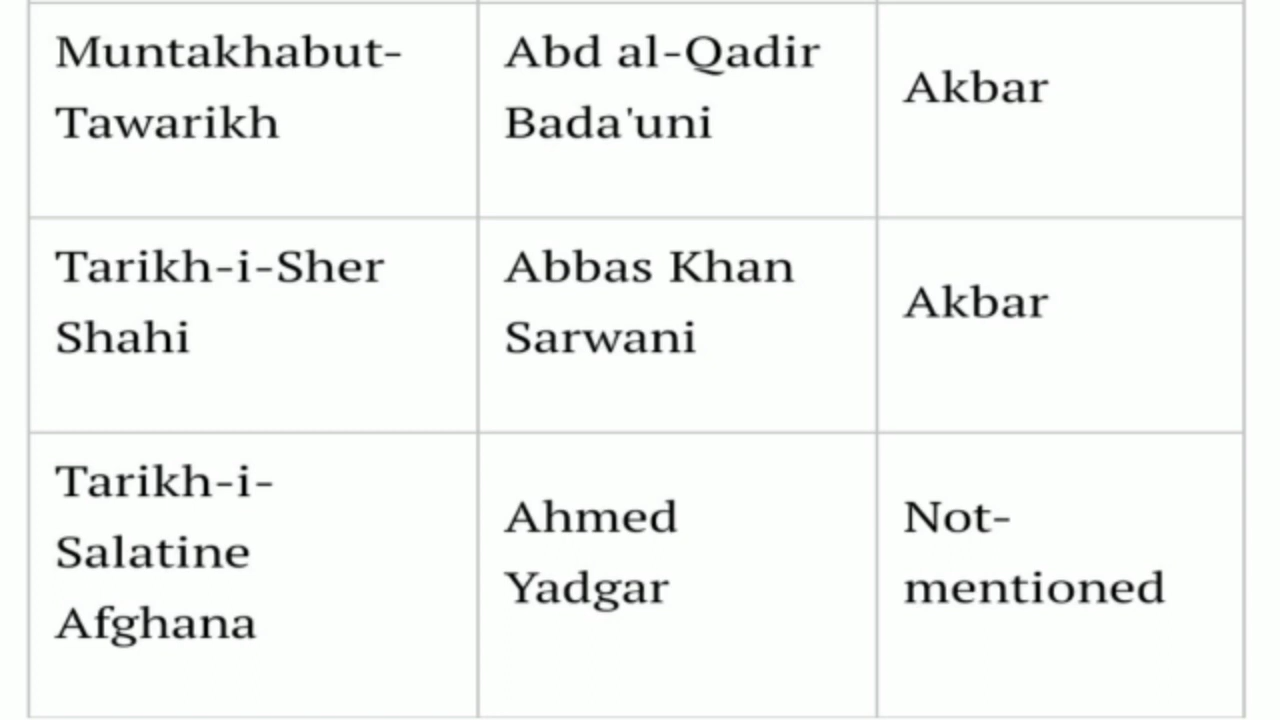 Muntakhabut-
Tawarikh
Abd al-Qadir
Bada'uni
Akbar
Tarikh-i-Sher
Shahi
Abbas Khan
Sarwani
Akbar
Tarikh-i-
Salatine
Afghana
Ahmed
Yadgar
Not-
mentioned